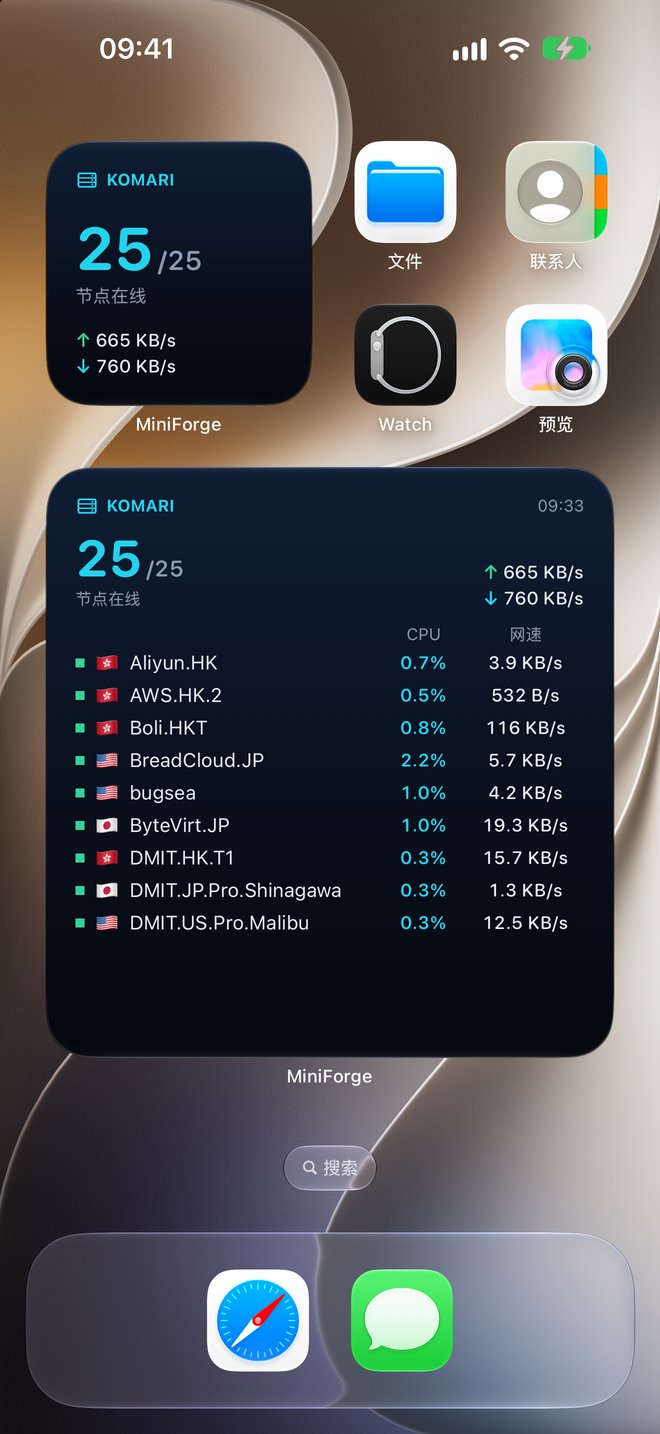 09:41
KOMARI
25/25
节点在线
↑ 665 KB/s
↓ 760 KB/s
MiniForge
文件
联系人
Watch
预览
KOMARI 09:33
25/25
节点在线
↑ 665 KB/s
↓ 760 KB/s
CPU 网速
Aliyun.HK 0.7% 3.9 KB/s
AWS.HK.2 0.5% 532 B/s
Boli.HKT 0.8% 116 KB/s
BreadCloud.JP 2.2% 5.7 KB/s
bugsea 1.0% 4.2 KB/s
ByteVirt.JP 1.0% 19.3 KB/s
DMIT.HK.T1 0.3% 15.7 KB/s
DMIT.JP.Pro.Shinagawa 0.3% 1.3 KB/s
DMIT.US.Pro.Malibu 0.3% 12.5 KB/s
MiniForge
搜索